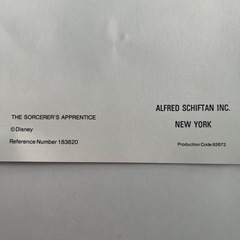 THE SORCERER'S APPRENTICE
©Disney
Reference Number 183820
ALFRED SCHIFTAN INC.
NEW YORK
Production Code 82672